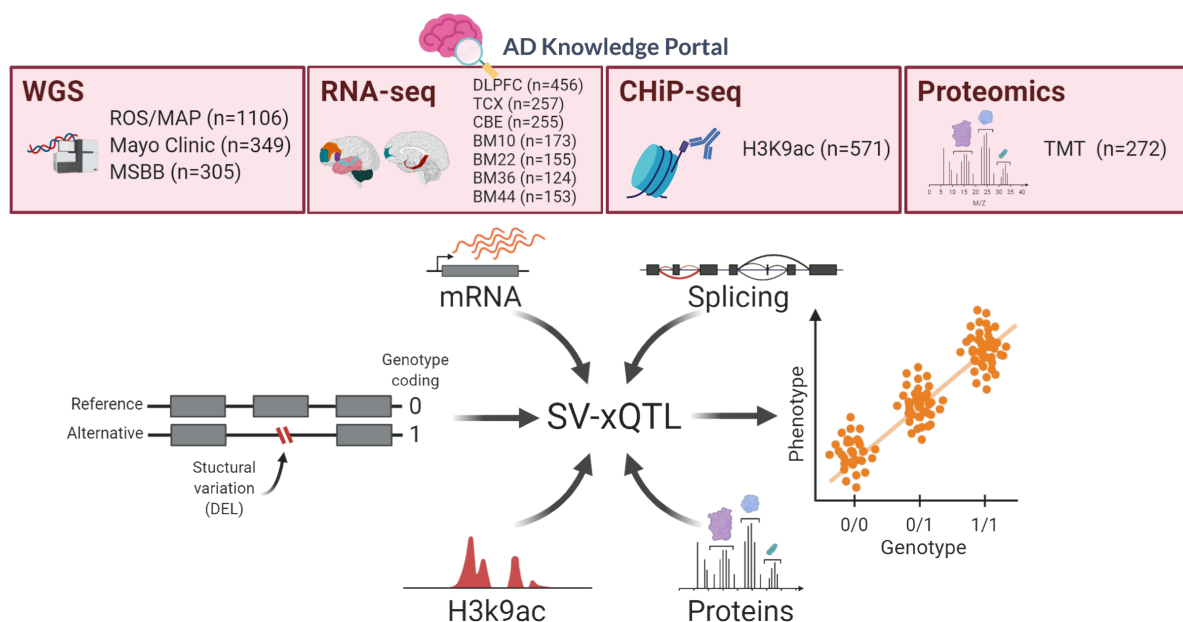 AD Knowledge Portal
WGS
ROS/MAP (n=1106)
Mayo Clinic (n=349)
MSBB (n=305)
RNA-seq
DLPFC (n=456)
TCX (n=257)
CBE (n=255)
BM10 (n=173)
BM22 (n=155)
BM36 (n=124)
BM44 (n=153)
CHiP-seq
H3K9ac (n=571)
Proteomics
0 5 10 15 20 25 30 35 40
M/Z
TMT (n=272)
mRNA
Splicing
Genotype
coding
Reference
0
Alternative
1
Stuctural
variation
(DEL)
SV-xQTL
H3k9ac
Proteins
Phenotype
0/0 0/1 1/1
Genotype